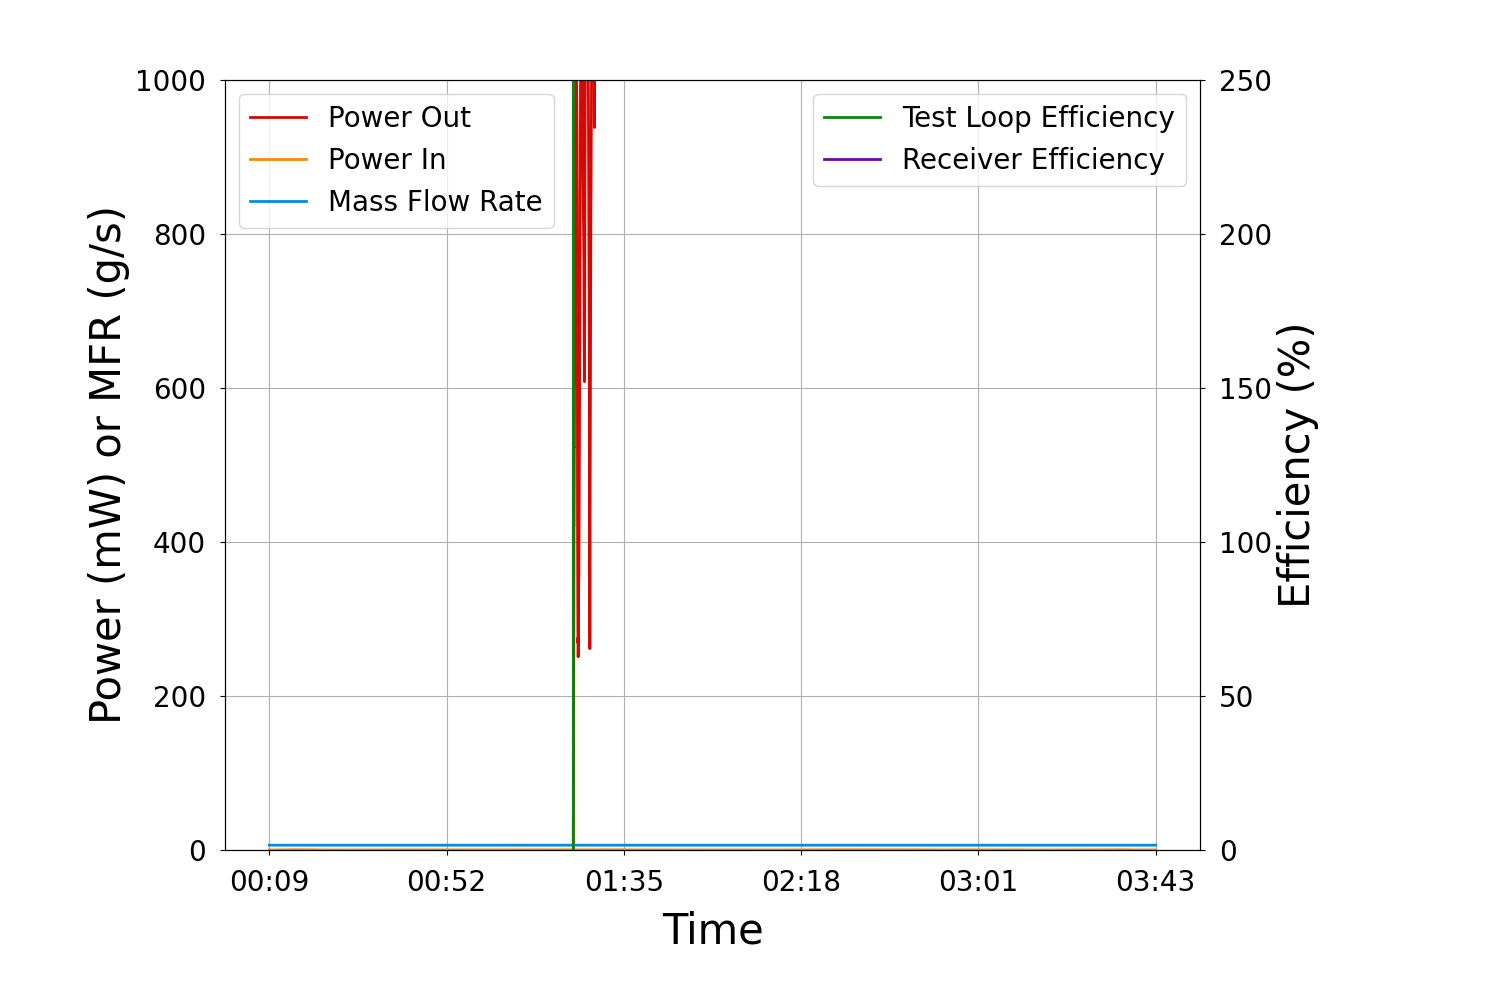 Power Out
Power In
Mass Flow Rate
Test Loop Efficiency
Receiver Efficiency
1000
800
600
400
200
0
Power (mW) or MFR (g/s)
250
200
150
100
50
0
Efficiency (%)
00:09 00:52 01:35 02:18 03:01 03:43
Time